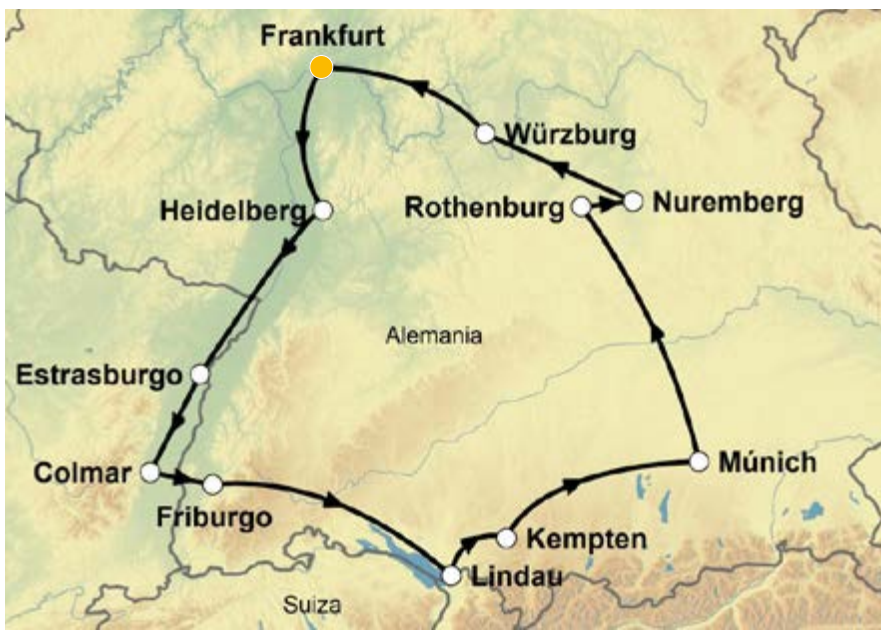 Frankfurt
Würzburg
Rothenburg
Nuremberg
Heidelberg
Alemania
Estrasburgo
Colmar
Múnich
Friburgo
Kempten
Lindau
Suiza